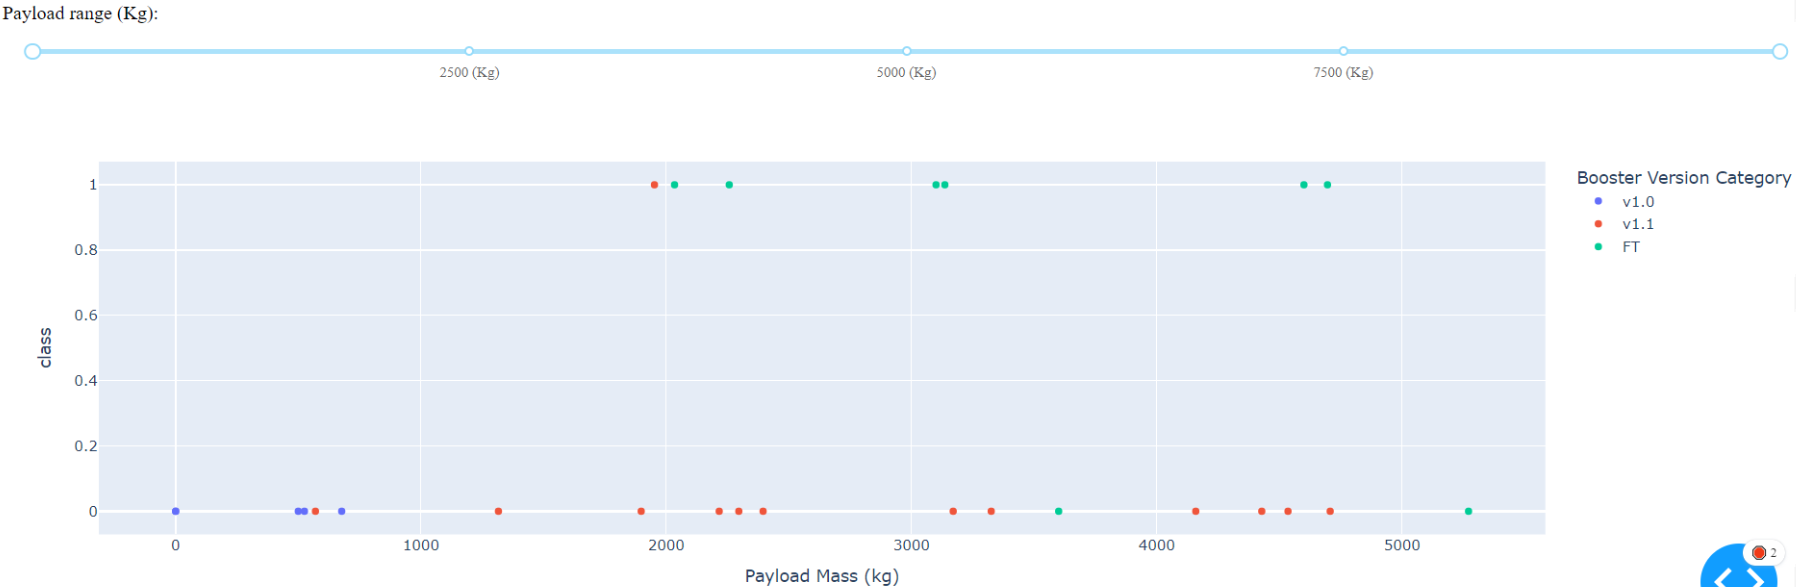 Payload range (Kg):
2500 (Kg)
5000 (Kg)
7500 (Kg)
Booster Version Category
v1.0
v1.1
FT
1
0.8
0.6
0.4
0.2
0
class
0
1000
2000
3000
4000
5000
Payload Mass (kg)
2